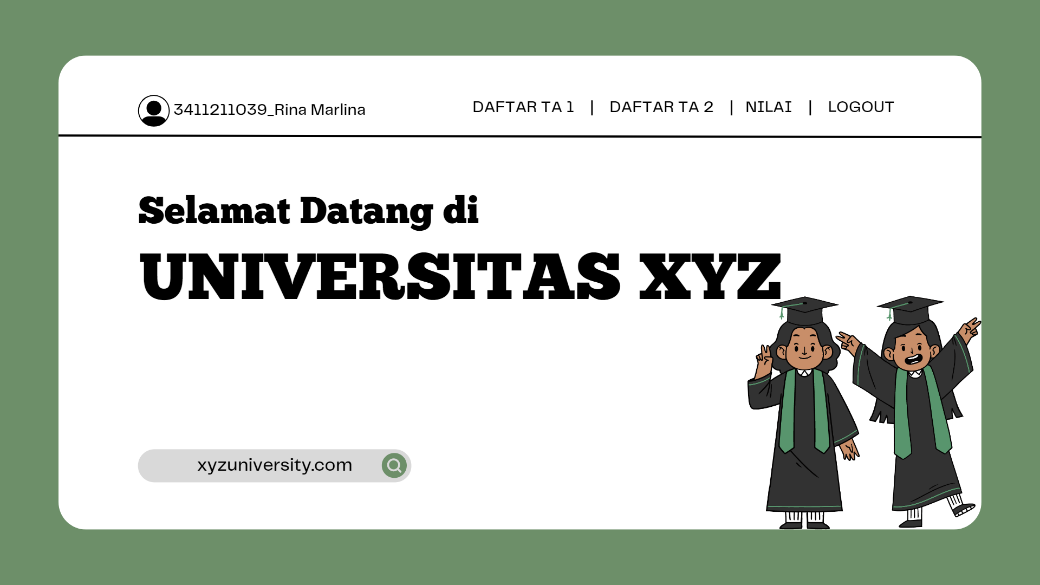 3411211039_Rina Marlina
DAFTAR TA 1 | DAFTAR TA 2 | NILAI | LOGOUT
Selamat Datang di
UNIVERSITAS XYZ
xyzuniversity.com